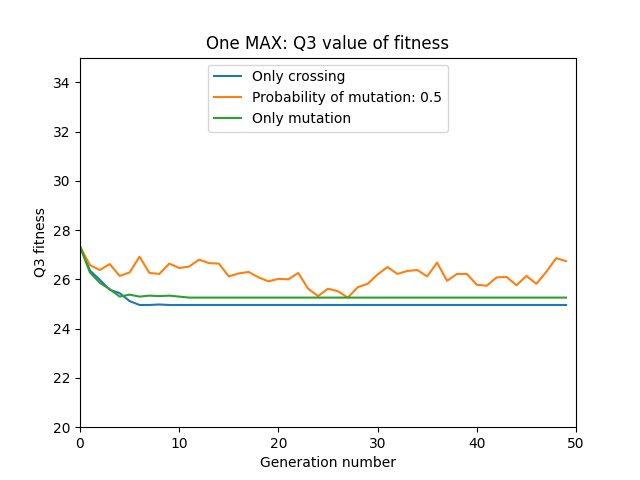 One MAX: Q3 value of fitness
Only crossing
Probability of mutation: 0.5
Only mutation
Q3 fitness
34
32
30
28
26
24
22
20
0 10 20 30 40 50
Generation number